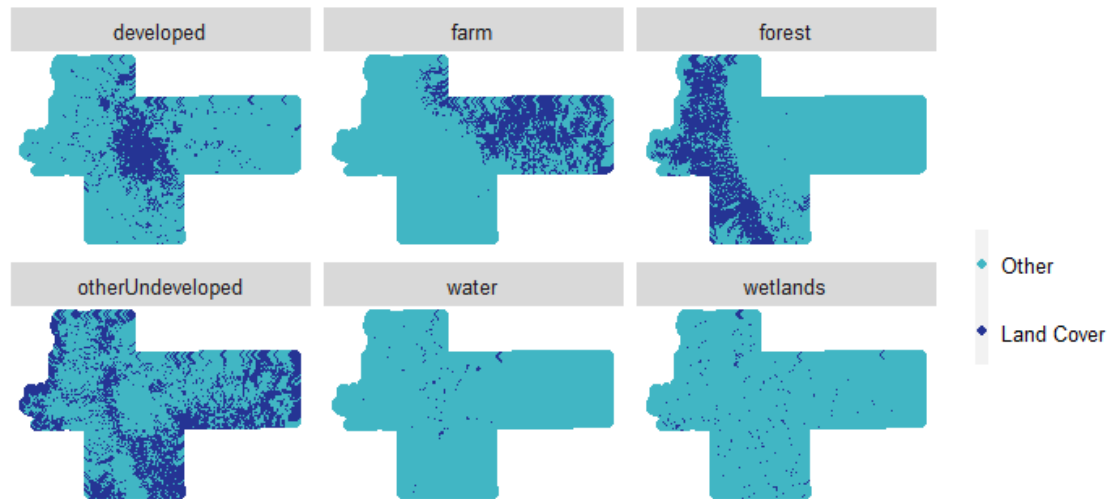 developed
farm
forest
otherUndeveloped
water
wetlands
Other
Land Cover